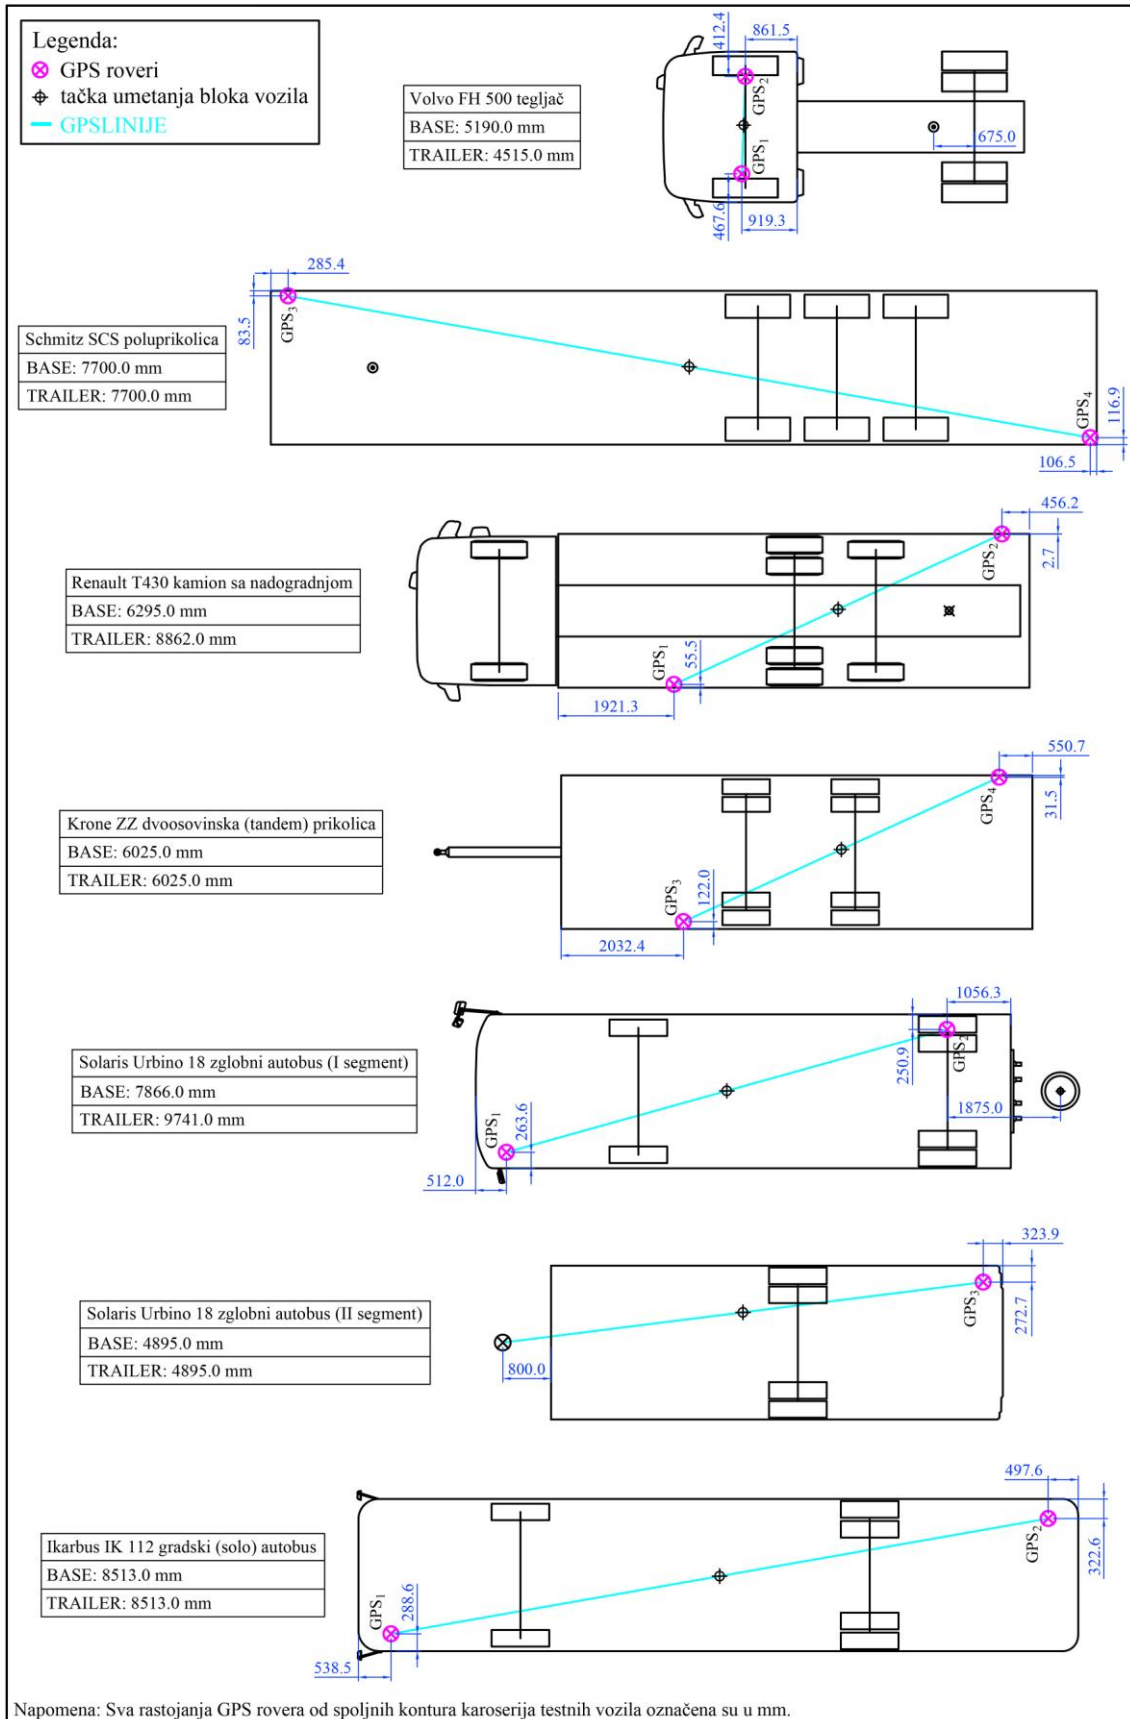 Legenda:
GPS roveri
tačka umetanja bloka vozila
GPSLINIJE
Volvo FH 500 tegljač
BASE: 5190.0 mm
TRAILER: 4515.0 mm
412.4
861.5
GPS2
GPS1
467.6
919.3
675.0
Schmitz SCS poluprikolica
BASE: 7700.0 mm
TRAILER: 7700.0 mm
285.4
83.5
GPS3
GPS4
116.9
106.5
Renault T430 kamion sa nadogradnjom
BASE: 6295.0 mm
TRAILER: 8862.0 mm
456.2
GPS2
2.7
GPS1
55.5
1921.3
Krone ZZ dvoosovinska (tandem) prikolica
BASE: 6025.0 mm
TRAILER: 6025.0 mm
550.7
GPS4
31.5
GPS3
122.0
2032.4
Solaris Urbino 18 zglobni autobus (I segment)
BASE: 7866.0 mm
TRAILER: 9741.0 mm
1056.3
250.9
GPS2
GPS1
263.6
1875.0
512.0
Solaris Urbino 18 zglobni autobus (II segment)
BASE: 4895.0 mm
TRAILER: 4895.0 mm
323.9
GPS3
272.7
800.0
Ikarbus IK 112 gradski (solo) autobus
BASE: 8513.0 mm
TRAILER: 8513.0 mm
497.6
GPS2
322.6
GPS1
288.6
538.5
Napomena: Sva rastojanja GPS rovera od spoljnih kontura karoserija testnih vozila označena su u mm.